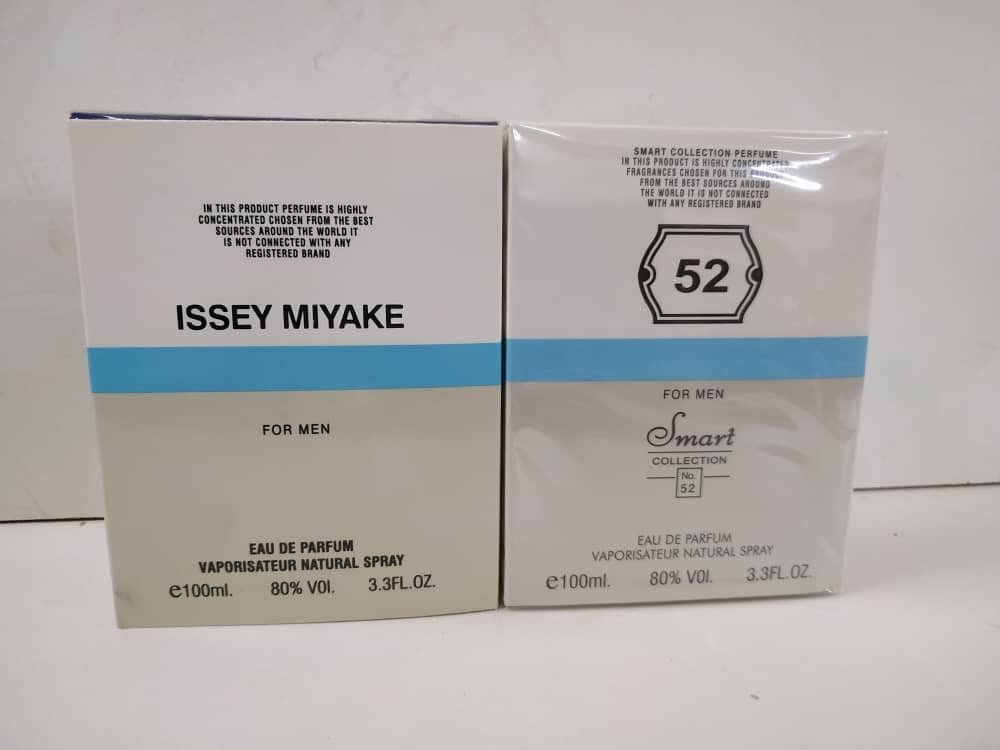 IN THIS PRODUCT PERFUME IS HIGHLY
CONCENTRATED CHOSEN FROM THE BEST
SOURCES AROUND THE WORLD IT
IS NOT CONNECTED WITH ANY
REGISTERED BRAND
ISSEY MIYAKE
FOR MEN
EAU DE PARFUM
VAPORISATEUR NATURAL SPRAY
e100ml. 80% VOl. 3.3FL.OZ.
SMART COLLECTION PERFUME
IN THIS PRODUCT IS HIGHLY CONCENTRATED
FRAGRANCES CHOSEN FOR THIS PRODUCT
FROM THE BEST SOURCES AROUND
THE WORLD IT IS NOT CONNECTED
WITH ANY REGISTERED BRAND
52
FOR MEN
Smart
COLLECTION
No.
52
EAU DE PARFUM
VAPORISATEUR NATURAL SPRAY
e100ml. 80% VOl. 3.3FL.OZ.